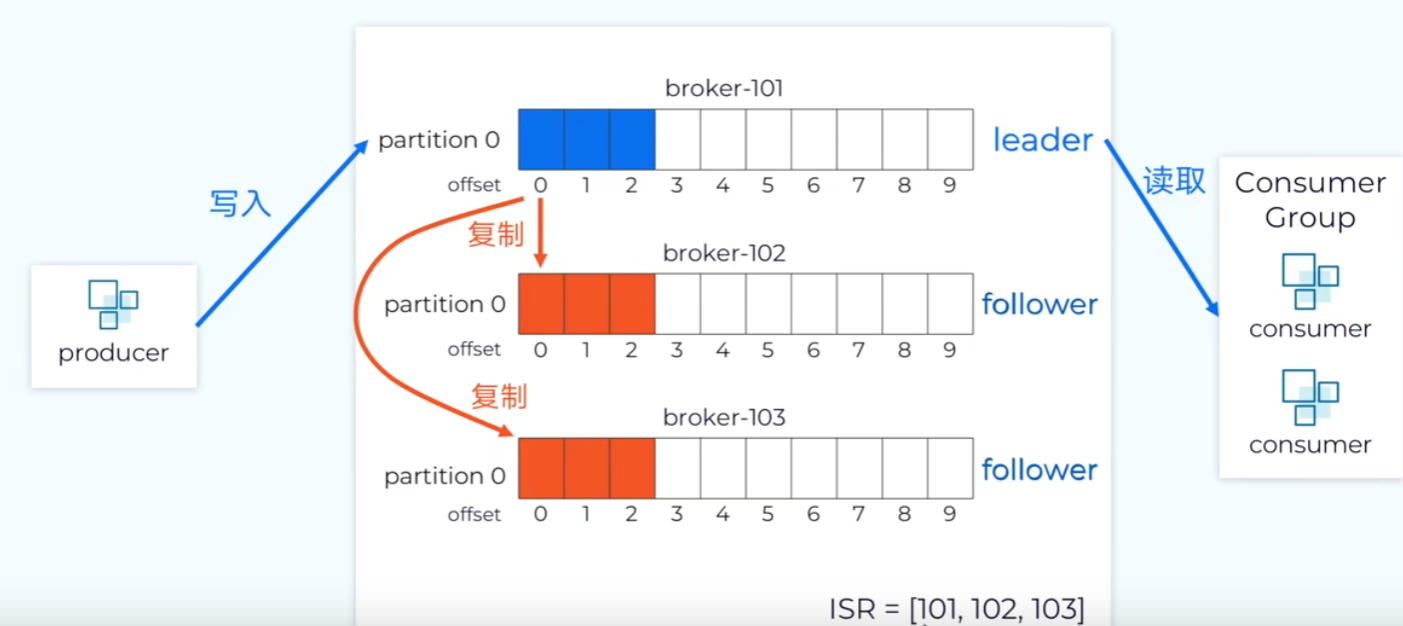 broker-101
partition 0
leader
offset 0 1 2 3 4 5 6 7 8 9
写入
读取
Consumer
Group
复制
broker-102
partition 0
follower
offset 0 1 2 3 4 5 6 7 8 9
producer
consumer
复制
broker-103
partition 0
follower
offset 0 1 2 3 4 5 6 7 8 9
consumer
ISR = [101, 102, 103]